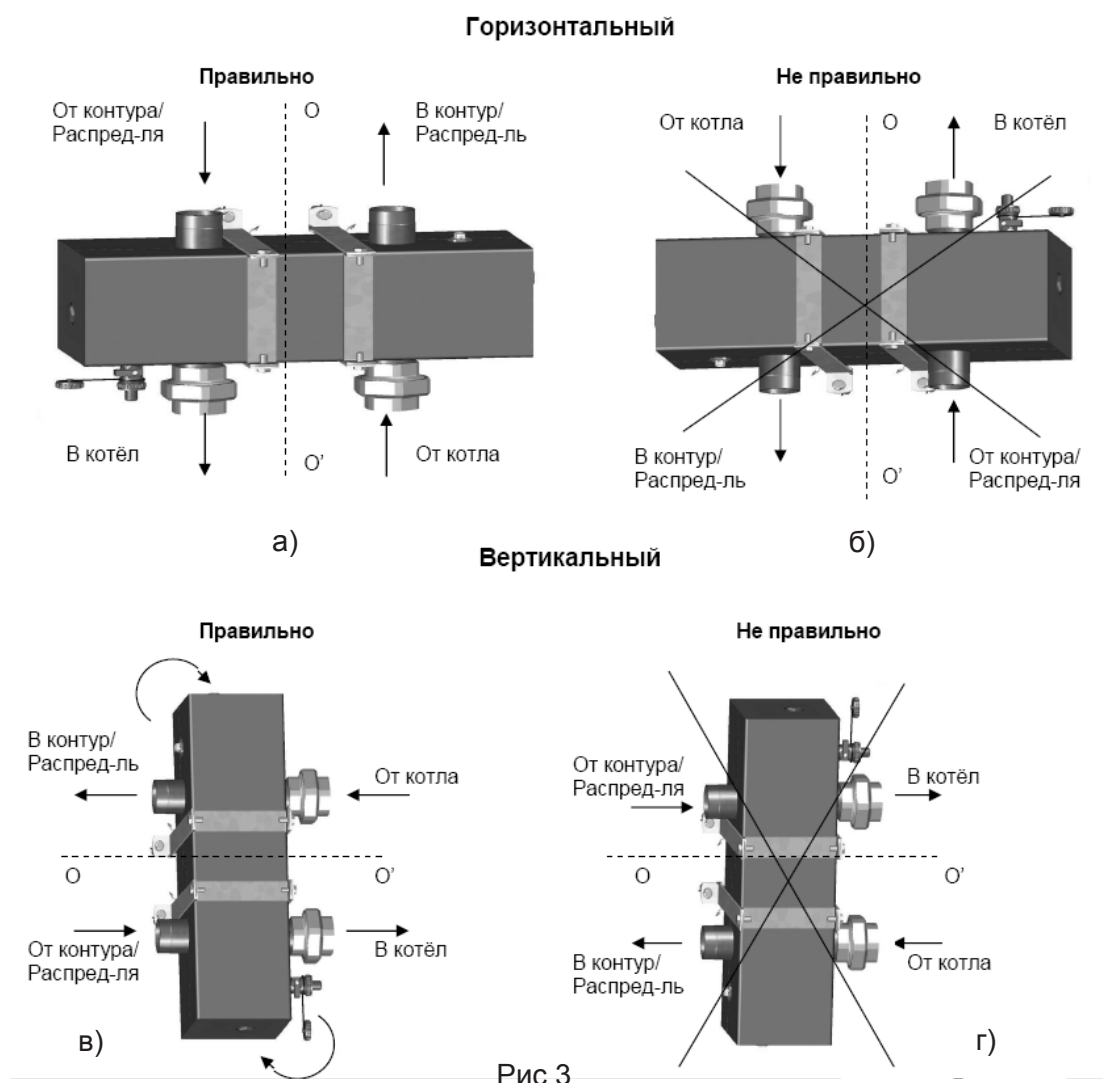 Горизонтальный
Правильно
От контура/
Распред-ля
О
В контур/
Распред-ль
В котёл
О'
От котла
а)
Не правильно
От котла
О
В котёл
В контур/
Распред-ль
О'
От контура/
Распред-ля
б)
Вертикальный
Правильно
В контур/
Распред-ль
От котла
О
О'
От контура/
Распред-ля
В котёл
в)
Не правильно
От контура/
Распред-ля
В котёл
О
О'
В контур/
Распред-ль
От котла
г)
Рис 3